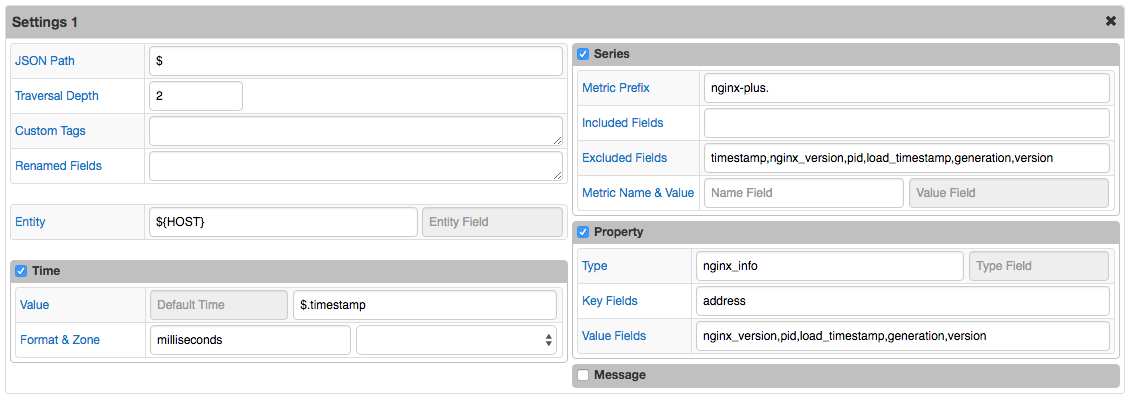 Settings 1 ✖
JSON Path $
Traversal Depth 2
Custom Tags
Renamed Fields
Entity ${HOST} Entity Field
Time
Value Default Time $.timestamp
Format & Zone milliseconds
Series
Metric Prefix nginx-plus.
Included Fields
Excluded Fields timestamp,nginx_version,pid,load_timestamp,generation,version
Metric Name & Value Name Field Value Field
Property
Type nginx_info Type Field
Key Fields address
Value Fields nginx_version,pid,load_timestamp,generation,version
Message